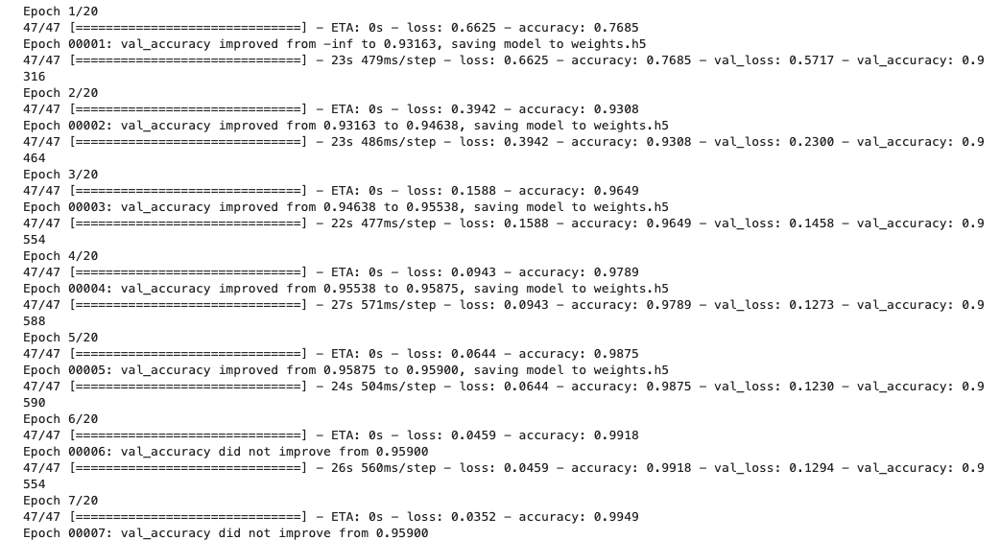 Epoch 1/20
47/47 [==============================] - ETA: 0s - loss: 0.6625 - accuracy: 0.7685
Epoch 00001: val_accuracy improved from -inf to 0.93163, saving model to weights.h5
47/47 [==============================] - 23s 479ms/step - loss: 0.6625 - accuracy: 0.7685 - val_loss: 0.5717 - val_accuracy: 0.9
316
Epoch 2/20
47/47 [==============================] - ETA: 0s - loss: 0.3942 - accuracy: 0.9308
Epoch 00002: val_accuracy improved from 0.93163 to 0.94638, saving model to weights.h5
47/47 [==============================] - 23s 486ms/step - loss: 0.3942 - accuracy: 0.9308 - val_loss: 0.2300 - val_accuracy: 0.9
464
Epoch 3/20
47/47 [==============================] - ETA: 0s - loss: 0.1588 - accuracy: 0.9649
Epoch 00003: val_accuracy improved from 0.94638 to 0.95538, saving model to weights.h5
47/47 [==============================] - 22s 477ms/step - loss: 0.1588 - accuracy: 0.9649 - val_loss: 0.1458 - val_accuracy: 0.9
554
Epoch 4/20
47/47 [==============================] - ETA: 0s - loss: 0.0943 - accuracy: 0.9789
Epoch 00004: val_accuracy improved from 0.95538 to 0.95875, saving model to weights.h5
47/47 [==============================] - 27s 571ms/step - loss: 0.0943 - accuracy: 0.9789 - val_loss: 0.1273 - val_accuracy: 0.9
588
Epoch 5/20
47/47 [==============================] - ETA: 0s - loss: 0.0644 - accuracy: 0.9875
Epoch 00005: val_accuracy improved from 0.95875 to 0.95900, saving model to weights.h5
47/47 [==============================] - 24s 504ms/step - loss: 0.0644 - accuracy: 0.9875 - val_loss: 0.1230 - val_accuracy: 0.9
590
Epoch 6/20
47/47 [==============================] - ETA: 0s - loss: 0.0459 - accuracy: 0.9918
Epoch 00006: val_accuracy did not improve from 0.95900
47/47 [==============================] - 26s 560ms/step - loss: 0.0459 - accuracy: 0.9918 - val_loss: 0.1294 - val_accuracy: 0.9
554
Epoch 7/20
47/47 [==============================] - ETA: 0s - loss: 0.0352 - accuracy: 0.9949
Epoch 00007: val_accuracy did not improve from 0.95900